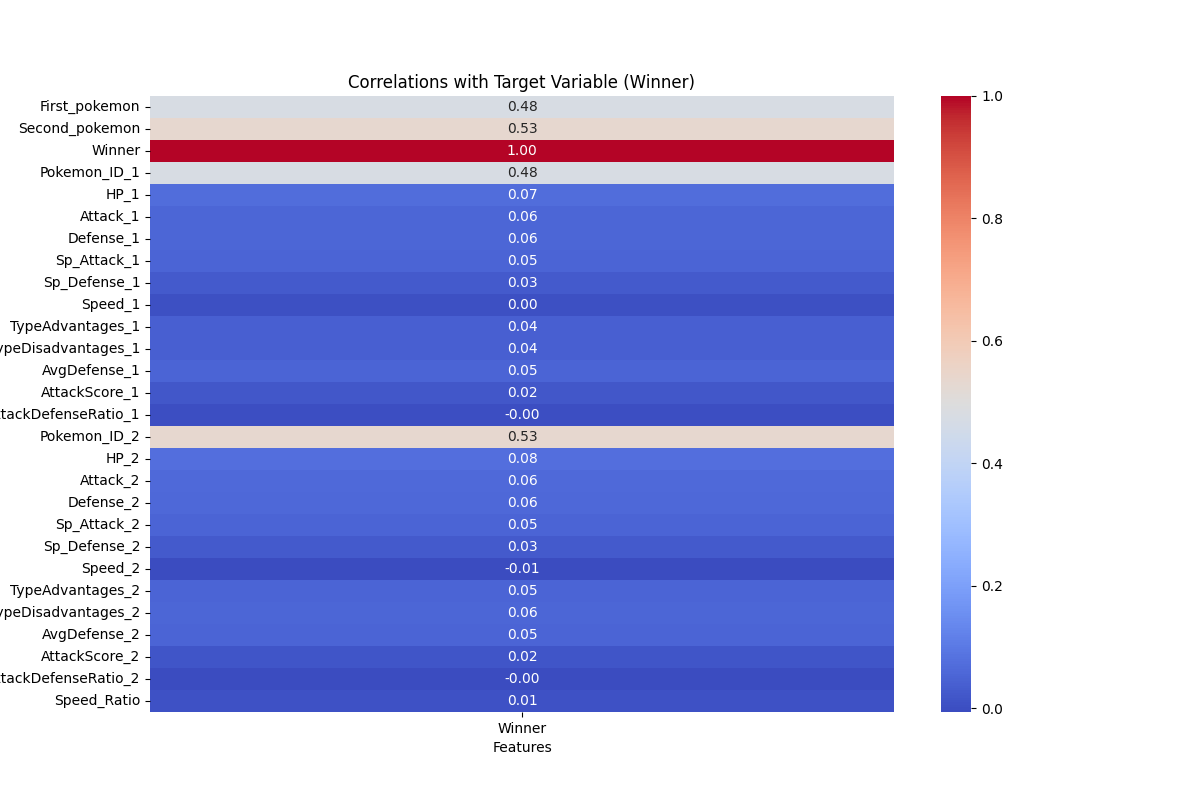 Correlations with Target Variable (Winner)
First_pokemon 0.48
Second_pokemon 0.53
Winner 1.00
Pokemon_ID_1 0.48
HP_1 0.07
Attack_1 0.06
Defense_1 0.06
Sp_Attack_1 0.05
Sp_Defense_1 0.03
Speed_1 0.00
TypeAdvantages_1 0.04
ypeDisadvantages_1 0.04
AvgDefense_1 0.05
AttackScore_1 0.02
tackDefenseRatio_1 -0.00
Pokemon_ID_2 0.53
HP_2 0.08
Attack_2 0.06
Defense_2 0.06
Sp_Attack_2 0.05
Sp_Defense_2 0.03
Speed_2 -0.01
TypeAdvantages_2 0.05
ypeDisadvantages_2 0.06
AvgDefense_2 0.05
AttackScore_2 0.02
tackDefenseRatio_2 -0.00
Speed_Ratio 0.01
Winner
Features
1.0
0.8
0.6
0.4
0.2
0.0